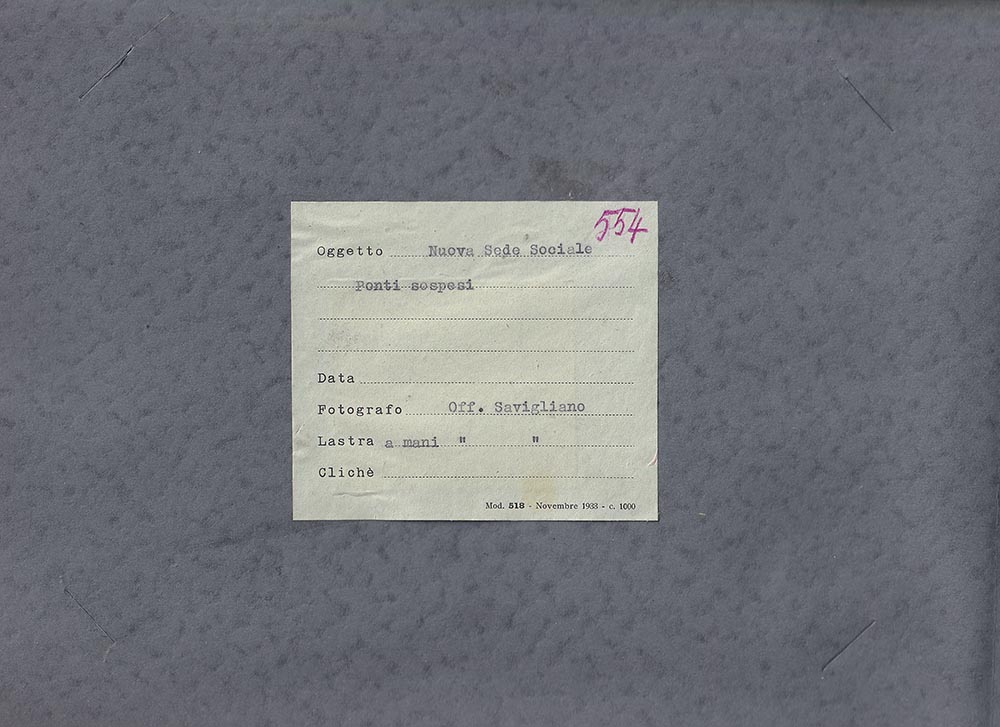 554
Oggetto Nuova Sede Sociale
Ponti sospesi
Data
Fotografo Off. Savigliano
Lastra a mani " "
Clichè
Mod. 518 - Novembre 1933 - c. 1000